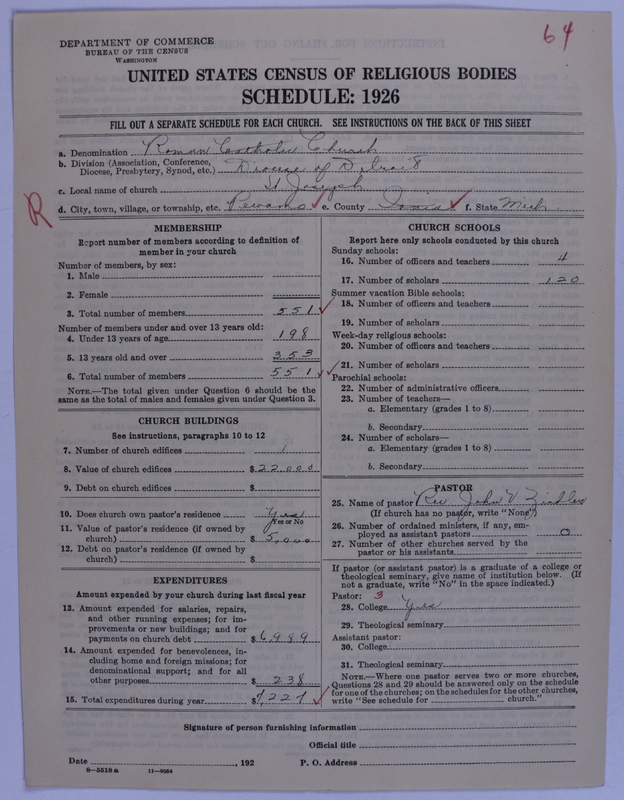 64
DEPARTMENT OF COMMERCE
BUREAU OF THE CENSUS
WASHINGTON
UNITED STATES CENSUS OF RELIGIOUS BODIES
SCHEDULE: 1926
FILL OUT A SEPARATE SCHEDULE FOR EACH CHURCH. SEE INSTRUCTIONS ON THE BACK OF THIS SHEET
a. Denomination Roman Catholic Church
b. Division (Association, Conference, Diocese, Presbytery, Synod, etc.) Diocese of Detroit
c. Local name of church St Joseph
R
d. City, town, village, or township, etc. Pewamo e. County Ionia f. State Mich.
MEMBERSHIP
Report number of members according to definition of
member in your church
Number of members, by sex:
1. Male
2. Female
3. Total number of members 551
Number of members under and over 13 years old:
4. Under 13 years of age 198
5. 13 years old and over 353
6. Total number of members 551
NOTE.—The total given under Question 6 should be the
same as the total of males and females given under Question 3.
CHURCH BUILDINGS
See instructions, paragraphs 10 to 12
7. Number of church edifices 1
8. Value of church edifices $22,000
9. Debt on church edifices $
10. Does church own pastor's residence Yes
Yes or No
11. Value of pastor's residence (if owned by
church) $5,000
12. Debt on pastor's residence (if owned by
church) $
EXPENDITURES
Amount expended by your church during last fiscal year
13. Amount expended for salaries, repairs,
and other running expenses; for im-
provements or new buildings; and for
payments on church debt $6,989
14. Amount expended for benevolences, in-
cluding home and foreign missions; for
denominational support; and for all
other purposes $238
15. Total expenditures during year $7,227
CHURCH SCHOOLS
Report here only schools conducted by this church
Sunday schools:
16. Number of officers and teachers 4
17. Number of scholars 120
Summer vacation Bible schools:
18. Number of officers and teachers
19. Number of scholars
Week-day religious schools:
20. Number of officers and teachers
21. Number of scholars
Parochial schools:
22. Number of administrative officers
23. Number of teachers—
a. Elementary (grades 1 to 8)
b. Secondary
24. Number of scholars—
a. Elementary (grades 1 to 8)
b. Secondary
PASTOR
25. Name of pastor Rev John V
(If church has no pastor, write "None")
26. Number of ordained ministers, if any, em-
ployed as assistant pastors 0
27. Number of other churches served by the
pastor or his assistants
If pastor (or assistant pastor) is a graduate of a college or
theological seminary, give name of institution below. (If
not a graduate, write "No" in the space indicated.)
Pastor: 3
28. College Yes
29. Theological seminary
Assistant pastor:
30. College
31. Theological seminary
NOTE.—Where one pastor serves two or more churches,
Questions 28 and 29 should be answered only on the schedule
for one of the churches; on the schedules for the other churches,
write "See schedule for church."
Signature of person furnishing information
Official title
Date , 192 P. O. Address
8—5518 a 11—9264